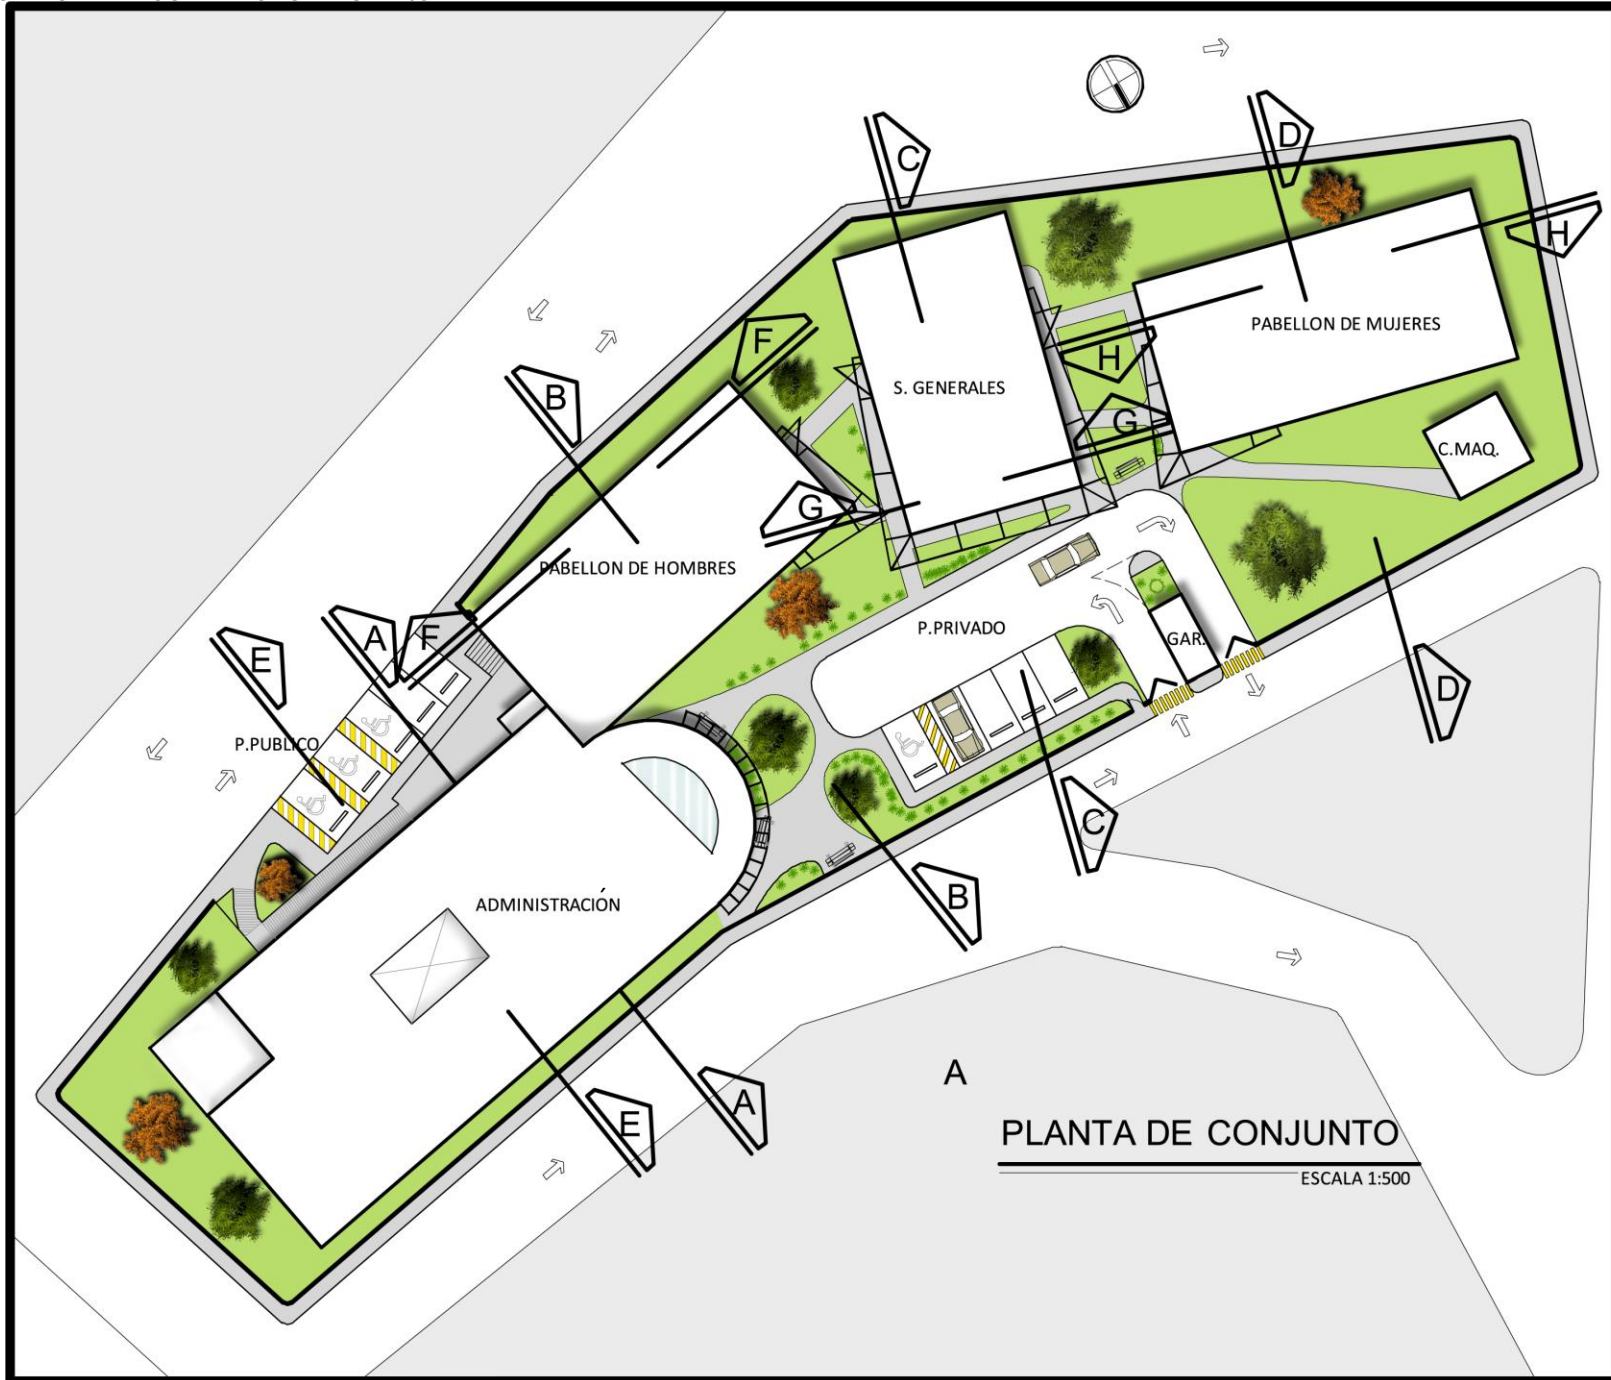 D
C
H
F
PABELLON DE MUJERES
H
B
S. GENERALES
G
C.MAQ.
G
PABELLON DE HOMBRES
P.PRIVADO
GAR.
A
F
E
D
P.PUBLICO
C
B
ADMINISTRACIÓN
A
A
E
PLANTA DE CONJUNTO
ESCALA 1:500